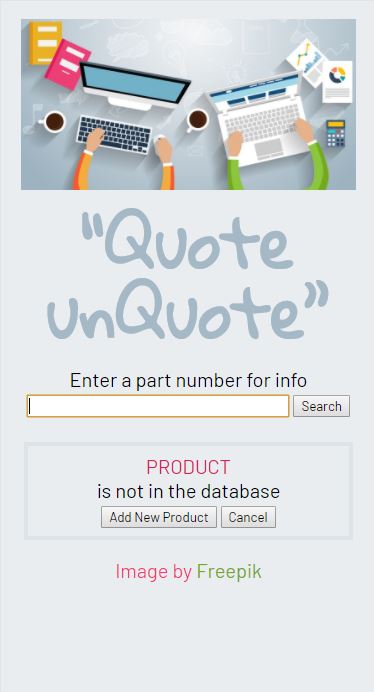 “Quote
unQuote”
Enter a part number for info
Search
PRODUCT
is not in the database
Add New Product Cancel
Image by Freepik